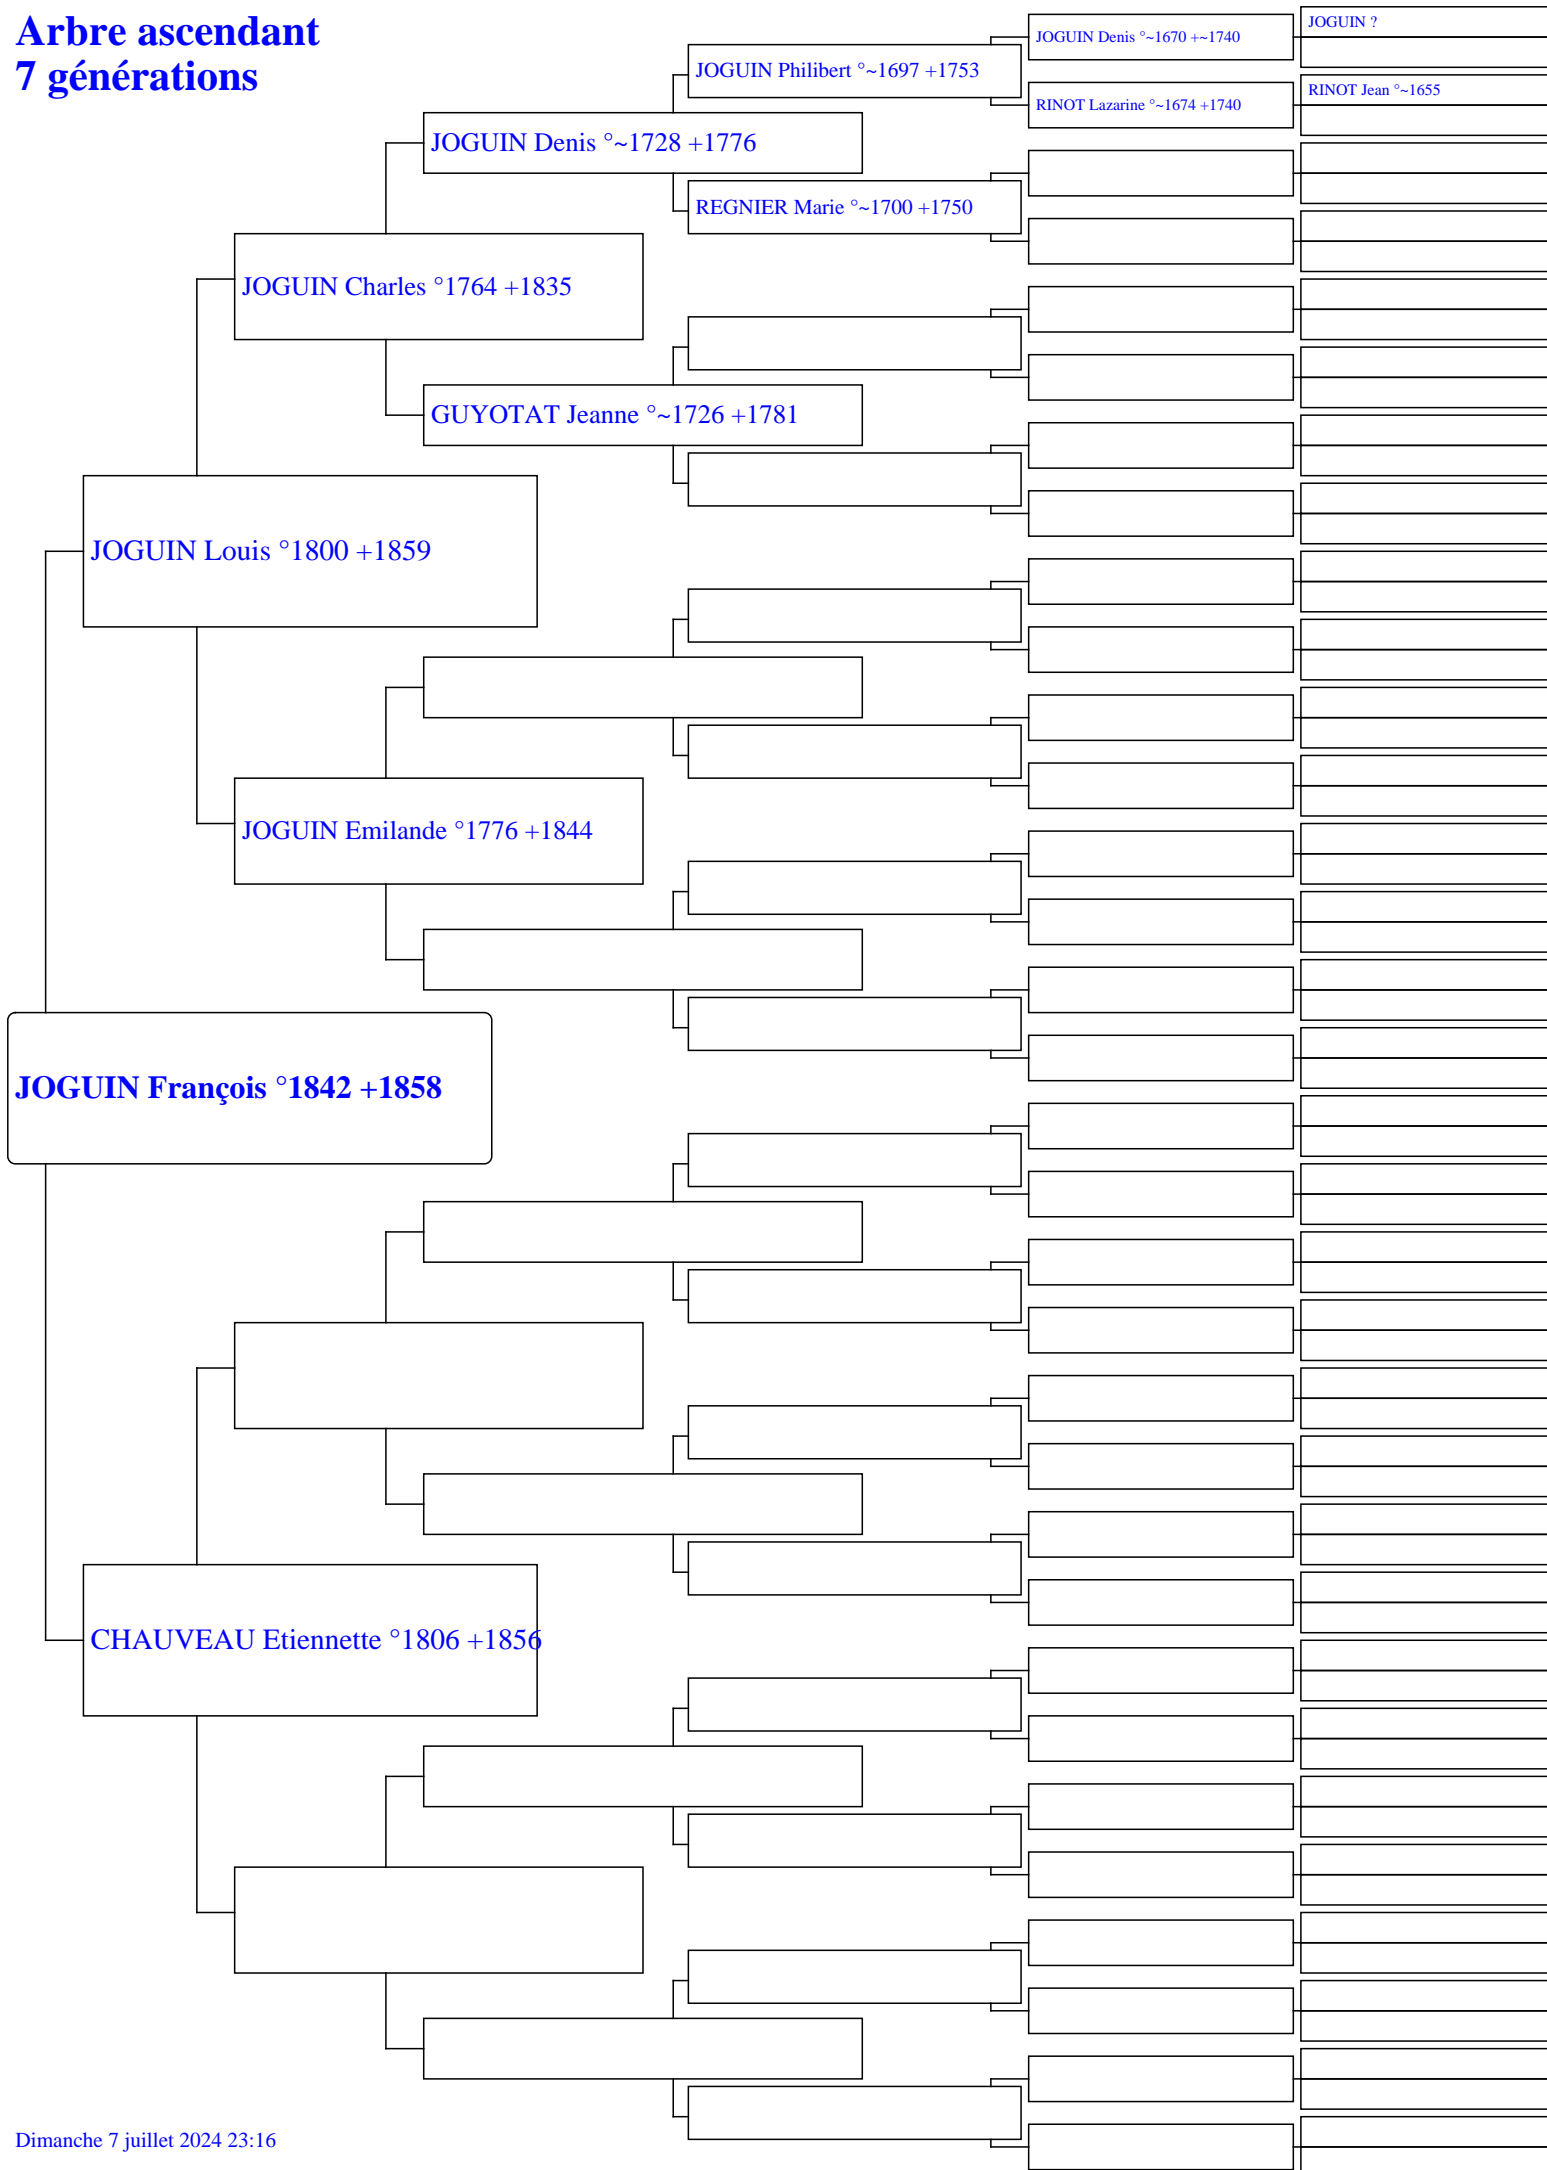 Arbre ascendant
7 générations
JOGUIN ?
JOGUIN Denis °~1670 +~1740
JOGUIN Philibert °~1697 +1753
RINOT Jean °~1655
RINOT Lazarine °~1674 +1740
JOGUIN Denis °~1728 +1776
REGNIER Marie °~1700 +1750
JOGUIN Charles °1764 +1835
GUYOTAT Jeanne °~1726 +1781
JOGUIN Louis °1800 +1859
JOGUIN Emilande °1776 +1844
JOGUIN François °1842 +1858
CHAUVEAU Etiennette °1806 +1856
Dimanche 7 juillet 2024 23:16